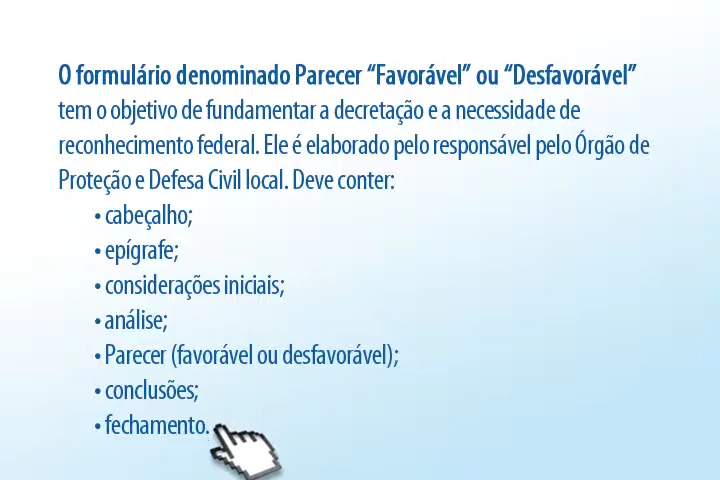 O formulário denominado Parecer “Favorável” ou “Desfavorável”
tem o objetivo de fundamentar a decretação e a necessidade de
reconhecimento federal. Ele é elaborado pelo responsável pelo Órgão de
Proteção e Defesa Civil local. Deve conter:
• cabeçalho;
• epígrafe;
• considerações iniciais;
• análise;
• Parecer (favorável ou desfavorável);
• conclusões;
• fechamento.